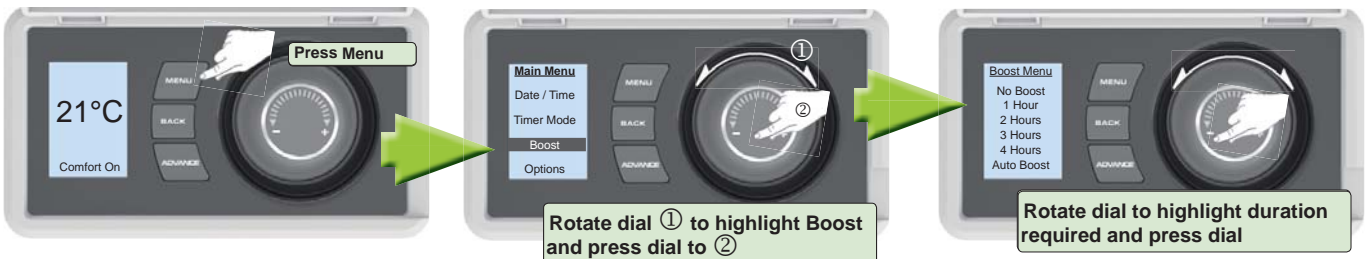 21°C
Comfort On
MENU
BACK
ADVANCE
- +
Press Menu
Main Menu
Date / Time
Timer Mode
Boost
Options
MENU
BACK
ADVANCE
①
②
-
Rotate dial ① to highlight Boost
and press dial to ②
Boost Menu
No Boost
1 Hour
2 Hours
3 Hours
4 Hours
Auto Boost
MENU
BACK
ADVANCE
Rotate dial to highlight duration
required and press dial